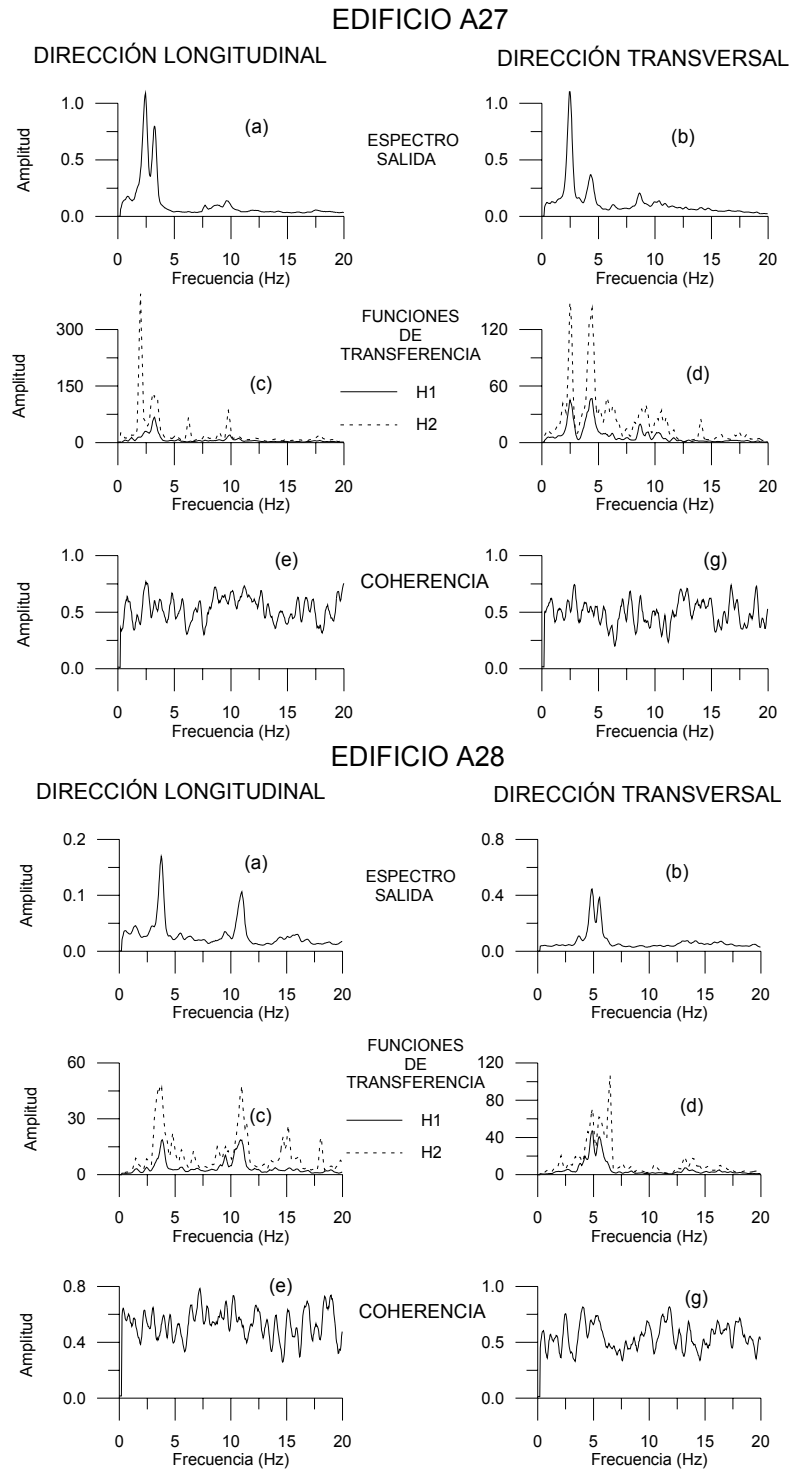 EDIFICIO A27
DIRECCIÓN LONGITUDINAL
DIRECCIÓN TRANSVERSAL
1.0
0.5
0.0
Amplitud
(a)
0 5 10 15 20
Frecuencia (Hz)
ESPECTRO
SALIDA
1.0
0.5
0.0
(b)
0 5 10 15 20
Frecuencia (Hz)
300
150
0
Amplitud
(c)
0 5 10 15 20
Frecuencia (Hz)
FUNCIONES
DE
TRANSFERENCIA
H1
H2
120
60
0
(d)
0 5 10 15 20
Frecuencia (Hz)
1.0
0.5
0.0
Amplitud
(e)
0 5 10 15 20
Frecuencia (Hz)
COHERENCIA
1.0
0.5
0.0
(g)
0 5 10 15 20
Frecuencia (Hz)
EDIFICIO A28
DIRECCIÓN LONGITUDINAL
DIRECCIÓN TRANSVERSAL
0.2
0.1
0.0
Amplitud
(a)
0 5 10 15 20
Frecuencia (Hz)
ESPECTRO
SALIDA
0.8
0.4
0.0
(b)
0 5 10 15 20
Frecuencia (Hz)
60
30
0
Amplitud
(c)
0 5 10 15 20
Frecuencia (Hz)
FUNCIONES
DE
TRANSFERENCIA
H1
H2
120
80
40
0
(d)
0 5 10 15 20
Frecuencia (Hz)
0.8
0.4
0.0
Amplitud
(e)
0 5 10 15 20
Frecuencia (Hz)
COHERENCIA
1.0
0.5
0.0
(g)
0 5 10 15 20
Frecuencia (Hz)